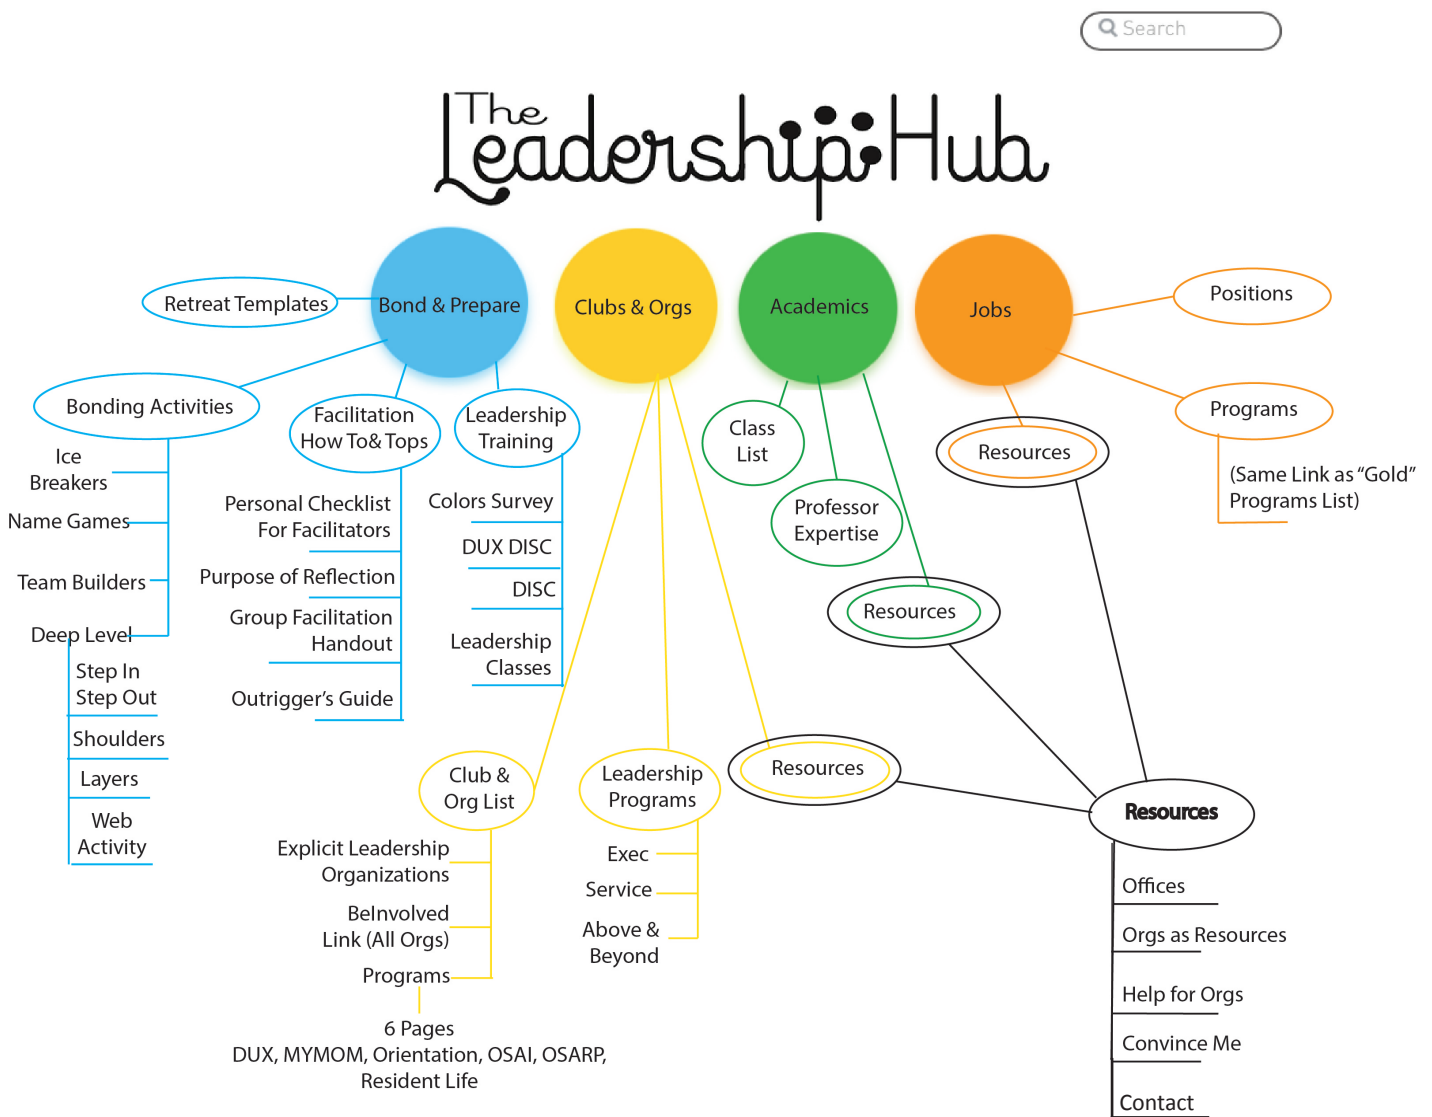 Search
The
Leadership Hub
Bond & Prepare
Clubs & Orgs
Academics
Jobs
Retreat Templates
Bonding Activities
Ice
Breakers
Name Games
Team Builders
Deep Level
Step In
Step Out
Shoulders
Layers
Web
Activity
Facilitation
How To& Tops
Personal Checklist
For Facilitators
Purpose of Reflection
Group Facilitation
Handout
Outrigger’s Guide
Leadership
Training
Colors Survey
DUX DISC
DISC
Leadership
Classes
Club &
Org List
Explicit Leadership
Organizations
BeInvolved
Link (All Orgs)
Programs
6 Pages
DUX, MYMOM, Orientation, OSAI, OSARP,
Resident Life
Leadership
Programs
Exec
Service
Above &
Beyond
Resources
Class
List
Professor
Expertise
Resources
Positions
Programs
(Same Link as “Gold”
Programs List)
Resources
Resources
Offices
Orgs as Resources
Help for Orgs
Convince Me
Contact